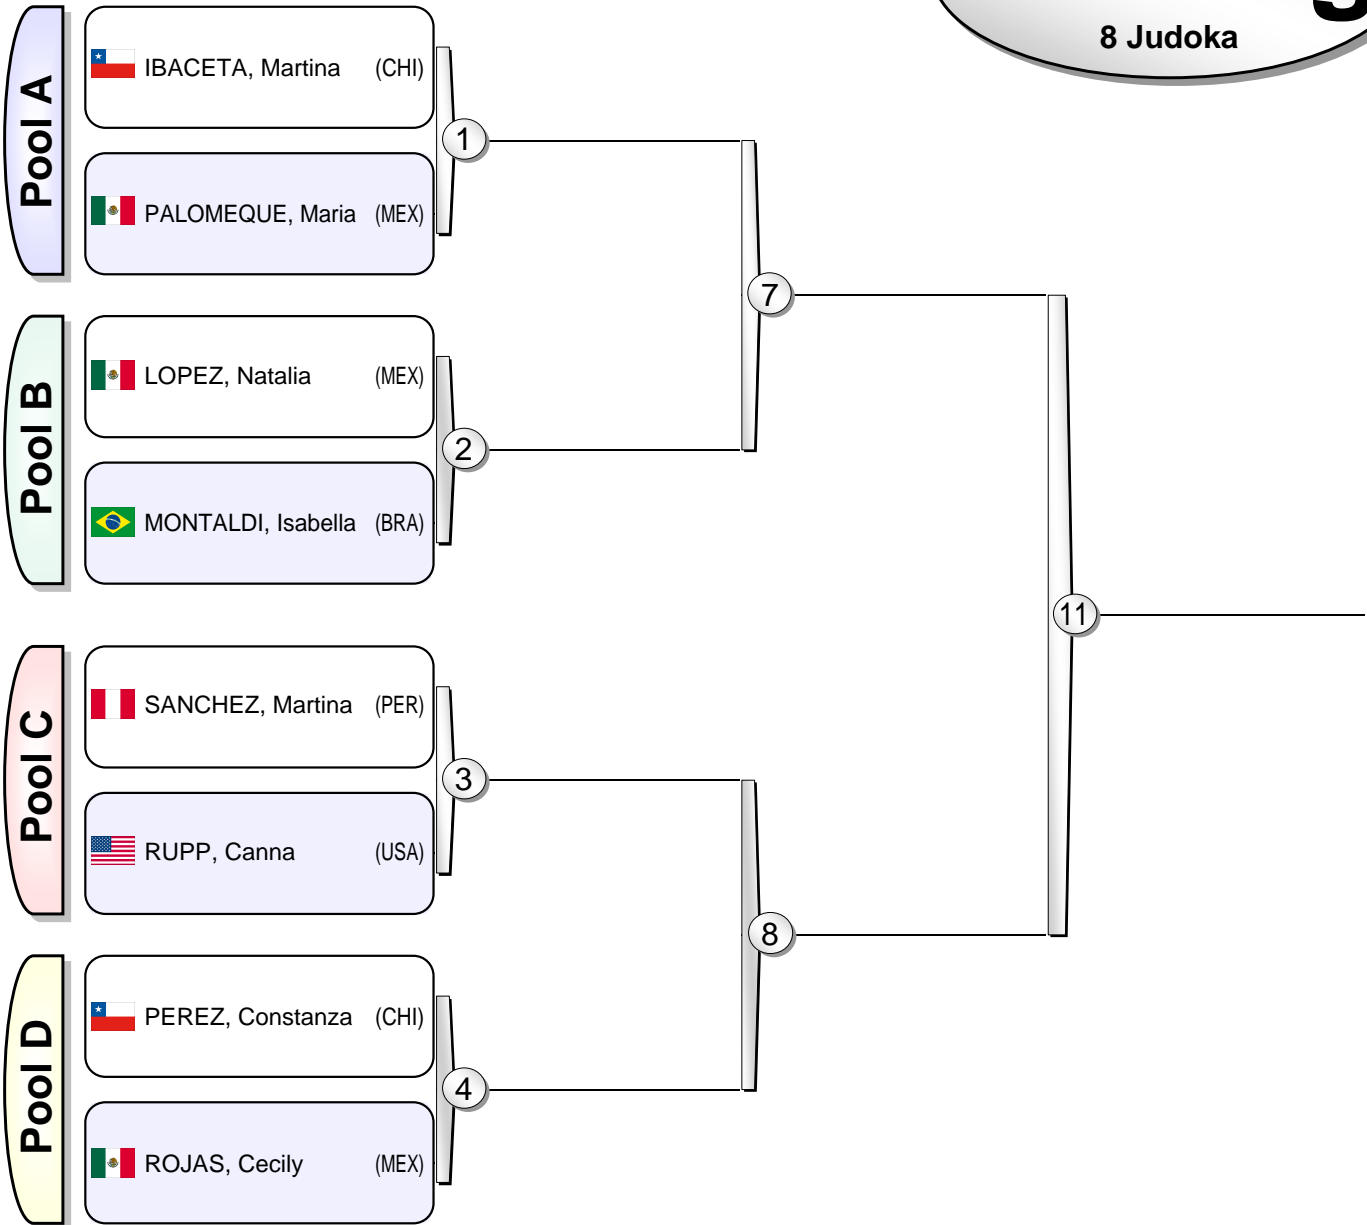 8 Judoka
Pool A
IBACETA, Martina (CHI)
1
PALOMEQUE, Maria (MEX)
7
Pool B
LOPEZ, Natalia (MEX)
2
MONTALDI, Isabella (BRA)
11
Pool C
SANCHEZ, Martina (PER)
3
RUPP, Canna (USA)
8
Pool D
PEREZ, Constanza (CHI)
4
ROJAS, Cecily (MEX)